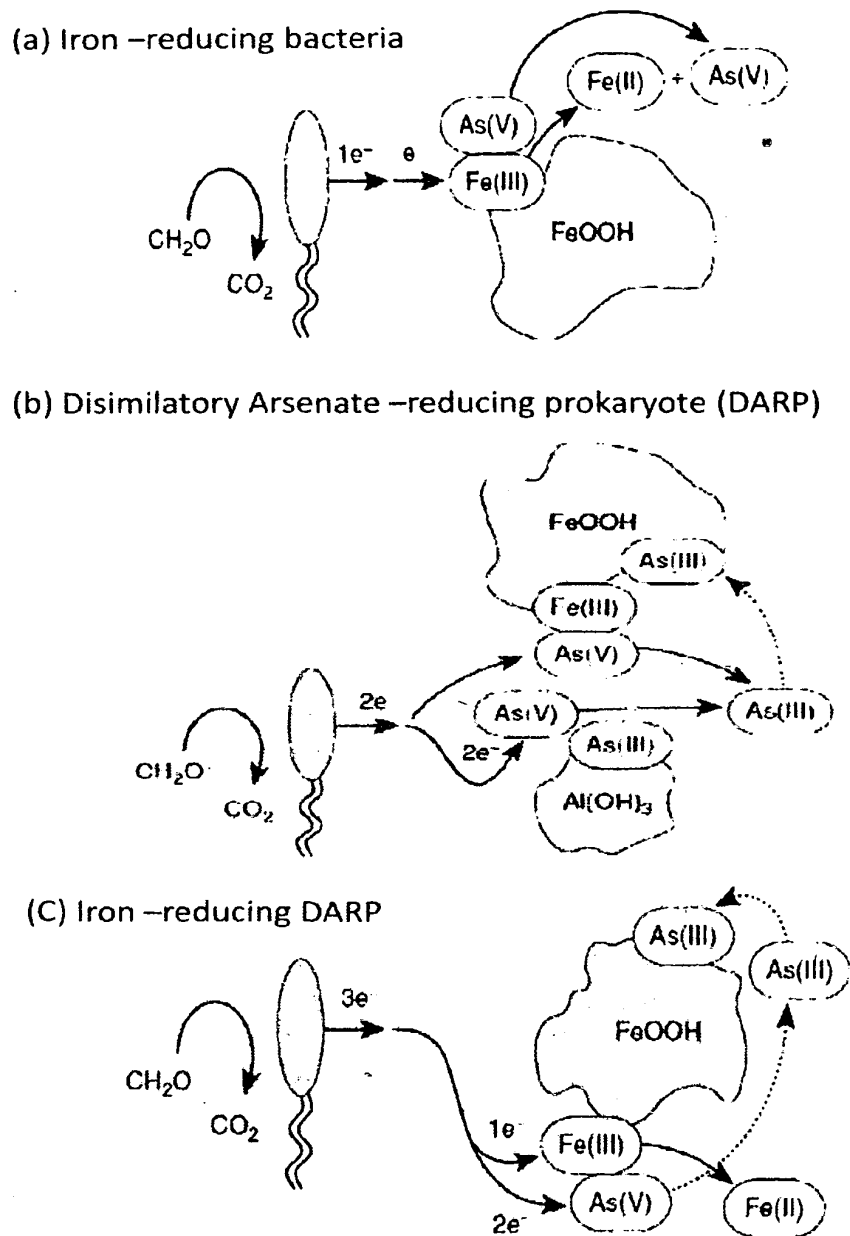 (a) Iron –reducing bacteria
Fe(II) + As(V)
As(V)
1e⁻
e
Fe(III)
FeOOH
CH₂O
CO₂
(b) Disimilatory Arsenate –reducing prokaryote (DARP)
FeOOH
As(III)
Fe(III)
As(V)
2e
As(V)
As(III)
2e⁻
As(III)
CH₂O
CO₂
Al(OH)₃
(C) Iron –reducing DARP
As(III)
As(III)
3e
FeOOH
CH₂O
CO₂
1e⁻
Fe(III)
2e⁻
As(V)
Fe(II)